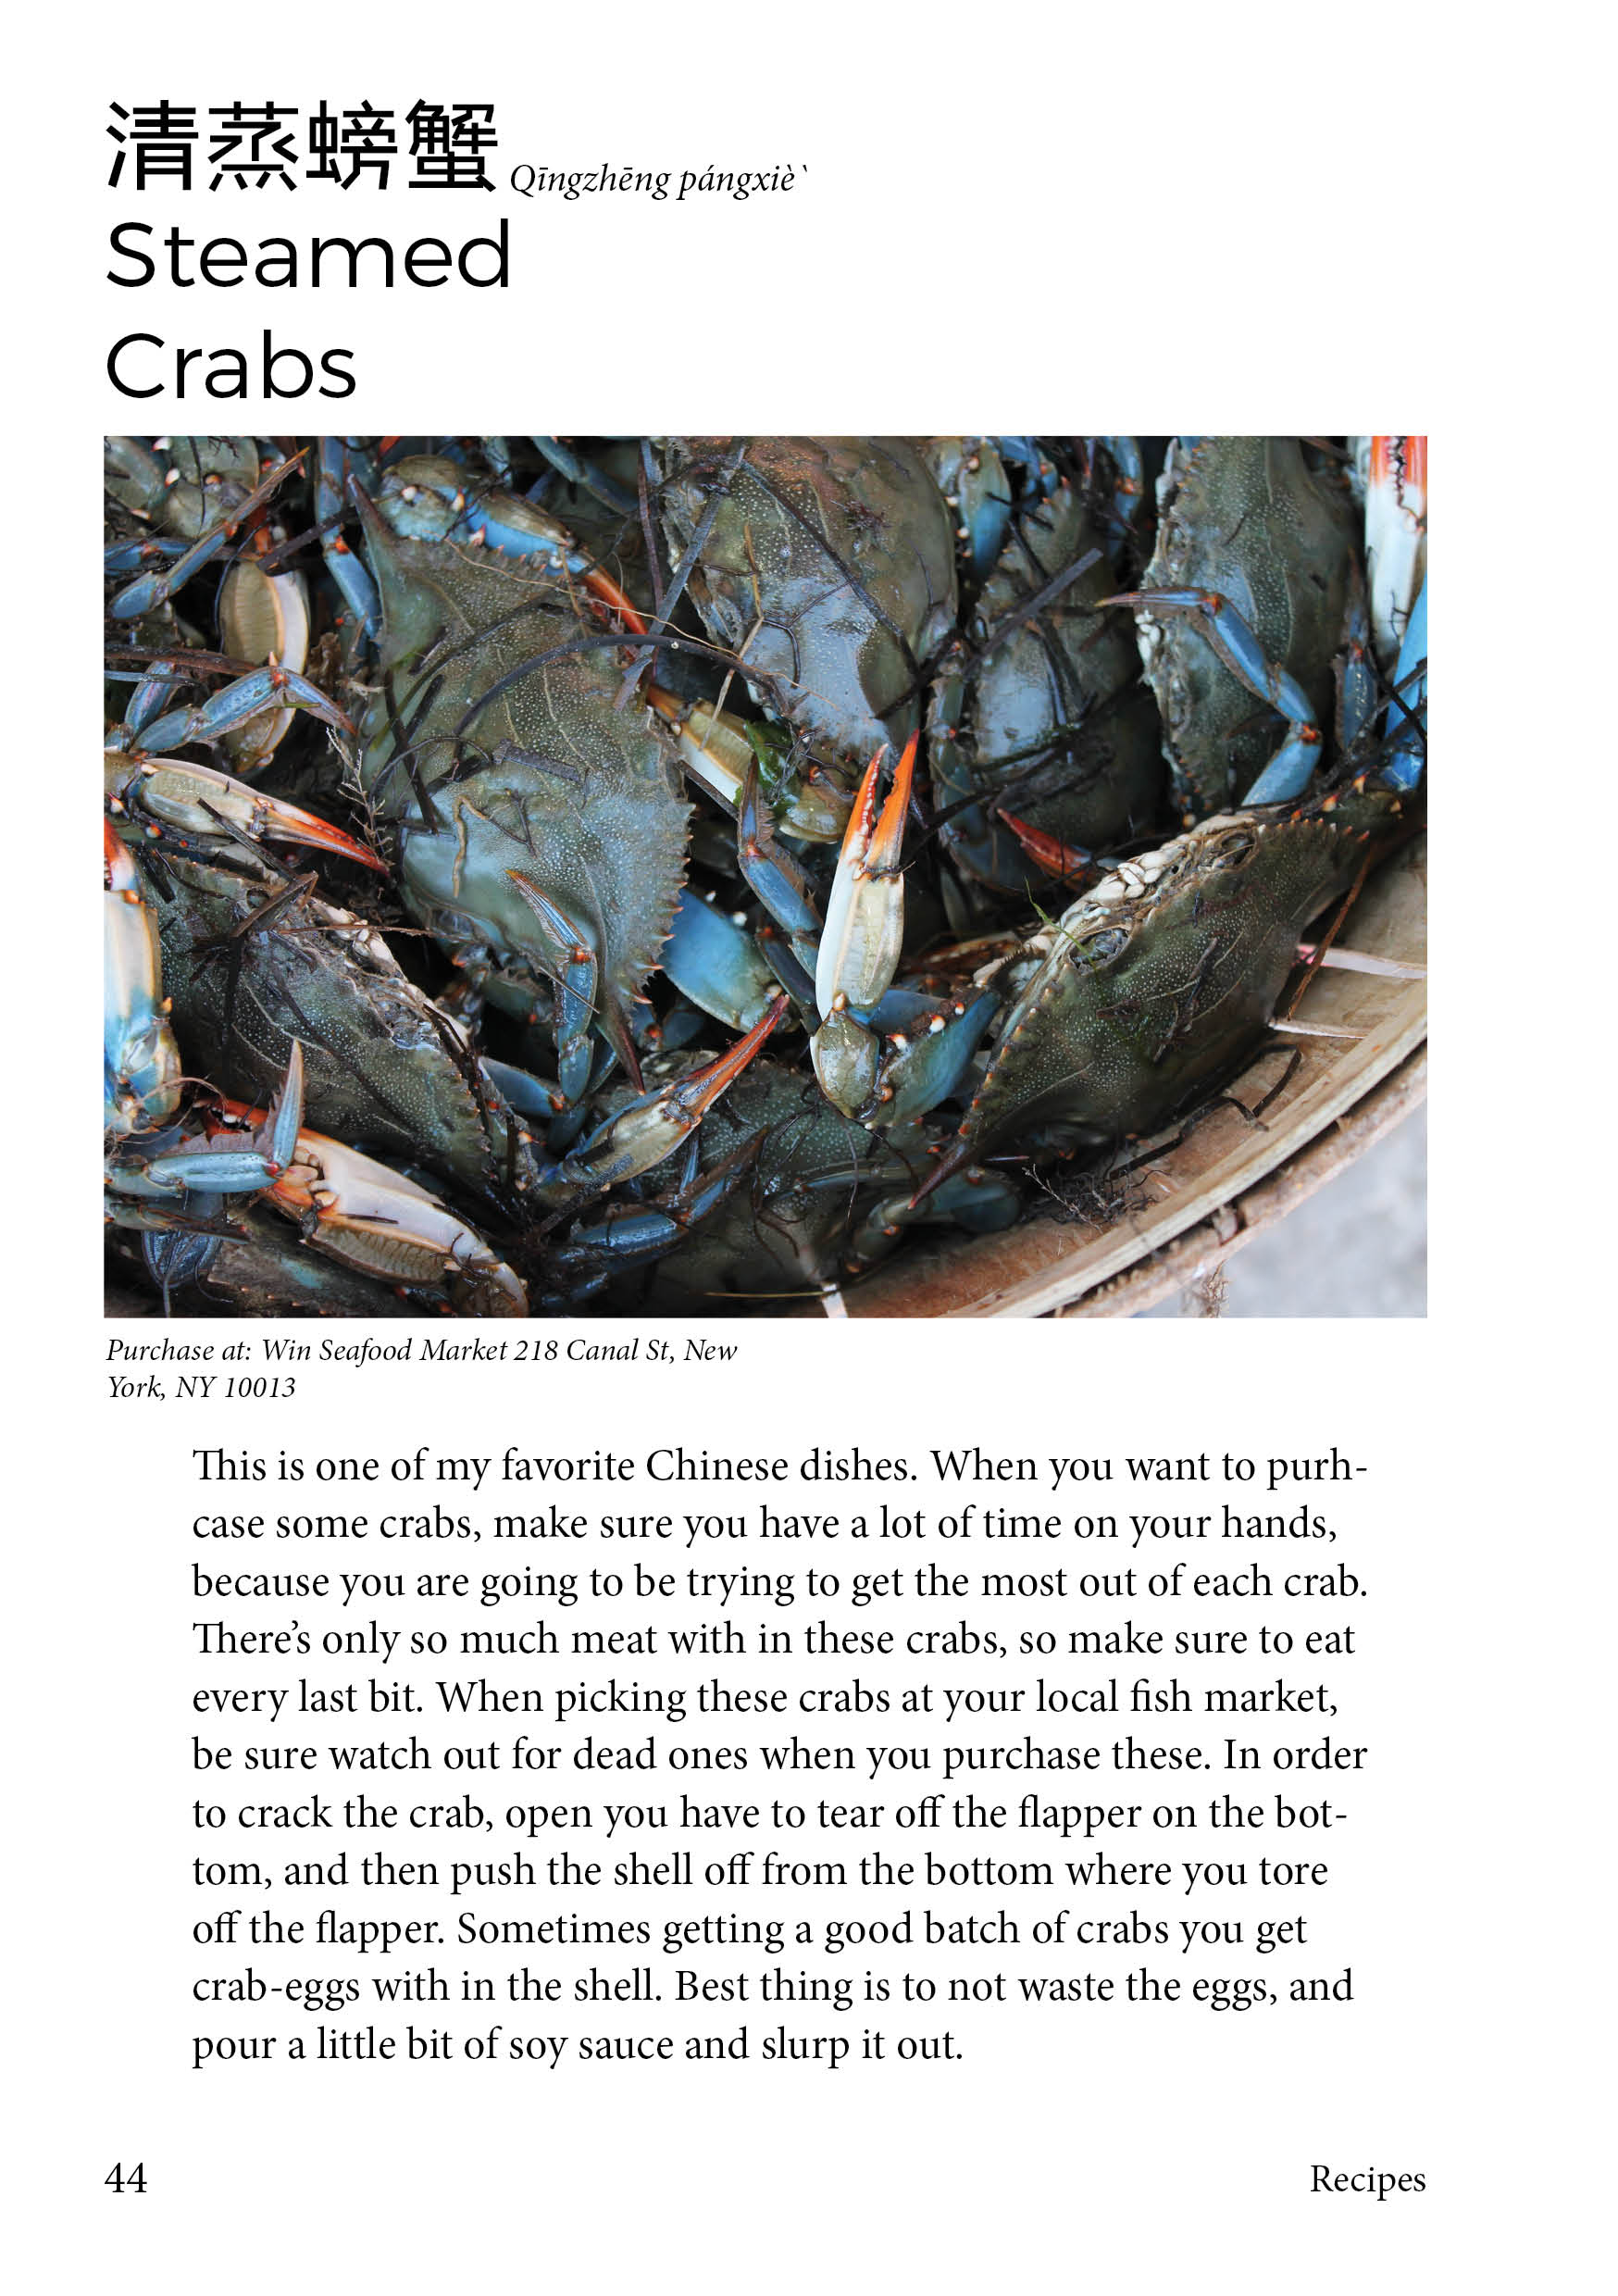 清蒸螃蟹 Qīngzhēng pángxiè`
Steamed
Crabs
Purchase at: Win Seafood Market 218 Canal St, New
York, NY 10013
This is one of my favorite Chinese dishes. When you want to purh-
case some crabs, make sure you have a lot of time on your hands,
because you are going to be trying to get the most out of each crab.
There’s only so much meat with in these crabs, so make sure to eat
every last bit. When picking these crabs at your local fish market,
be sure watch out for dead ones when you purchase these. In order
to crack the crab, open you have to tear off the flapper on the bot-
tom, and then push the shell off from the bottom where you tore
off the flapper. Sometimes getting a good batch of crabs you get
crab-eggs with in the shell. Best thing is to not waste the eggs, and
pour a little bit of soy sauce and slurp it out.
44
Recipes